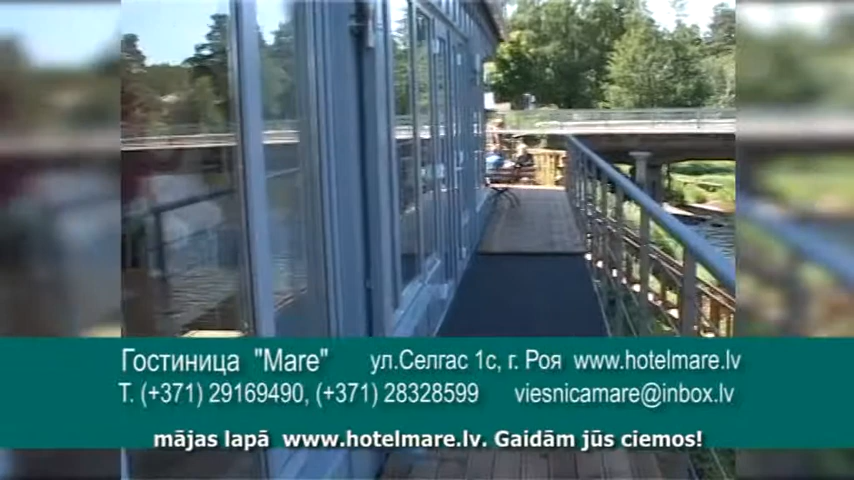 Гостиница "Mare" ул.Селгас 1с, г. Роя www.hotelmare.lv
Т. (+371) 29169490, (+371) 28328599 viesnicamare@inbox.lv
mājas lapā www.hotelmare.lv. Gaidām jūs ciemos!